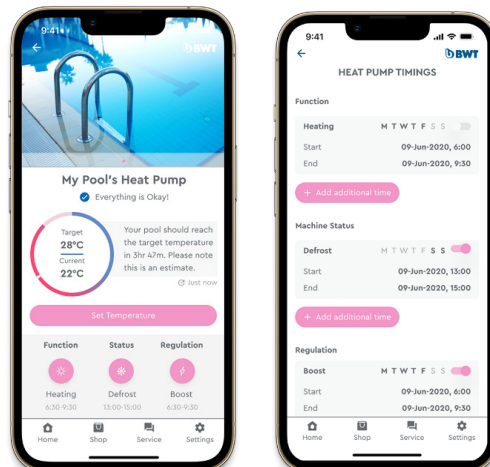 9:41
BWT
My Pool's Heat Pump
Everything is Okay!
Target
28°C
Current
22°C
Your pool should reach
the target temperature
in 3hr 47m. Please note
this is an estimate.
Just now
Set Temperature
Function Status Regulation
Heating Defrost Boost
6:30-9:30 13:00-15:00 6:30-9:30
Home Shop Service Settings
9:41
BWT
HEAT PUMP TIMINGS
Function
Heating M T W T F S S
Start 09-Jun-2020, 6:00
End 09-Jun-2020, 9:30
+ Add additional time
Machine Status
Defrost M T W T F S S
Start 09-Jun-2020, 13:00
End 09-Jun-2020, 15:00
+ Add additional time
Regulation
Boost M T W T F S S
Start 09-Jun-2020, 6:00
End 09-Jun-2020, 9:30
Home Shop Service Settings